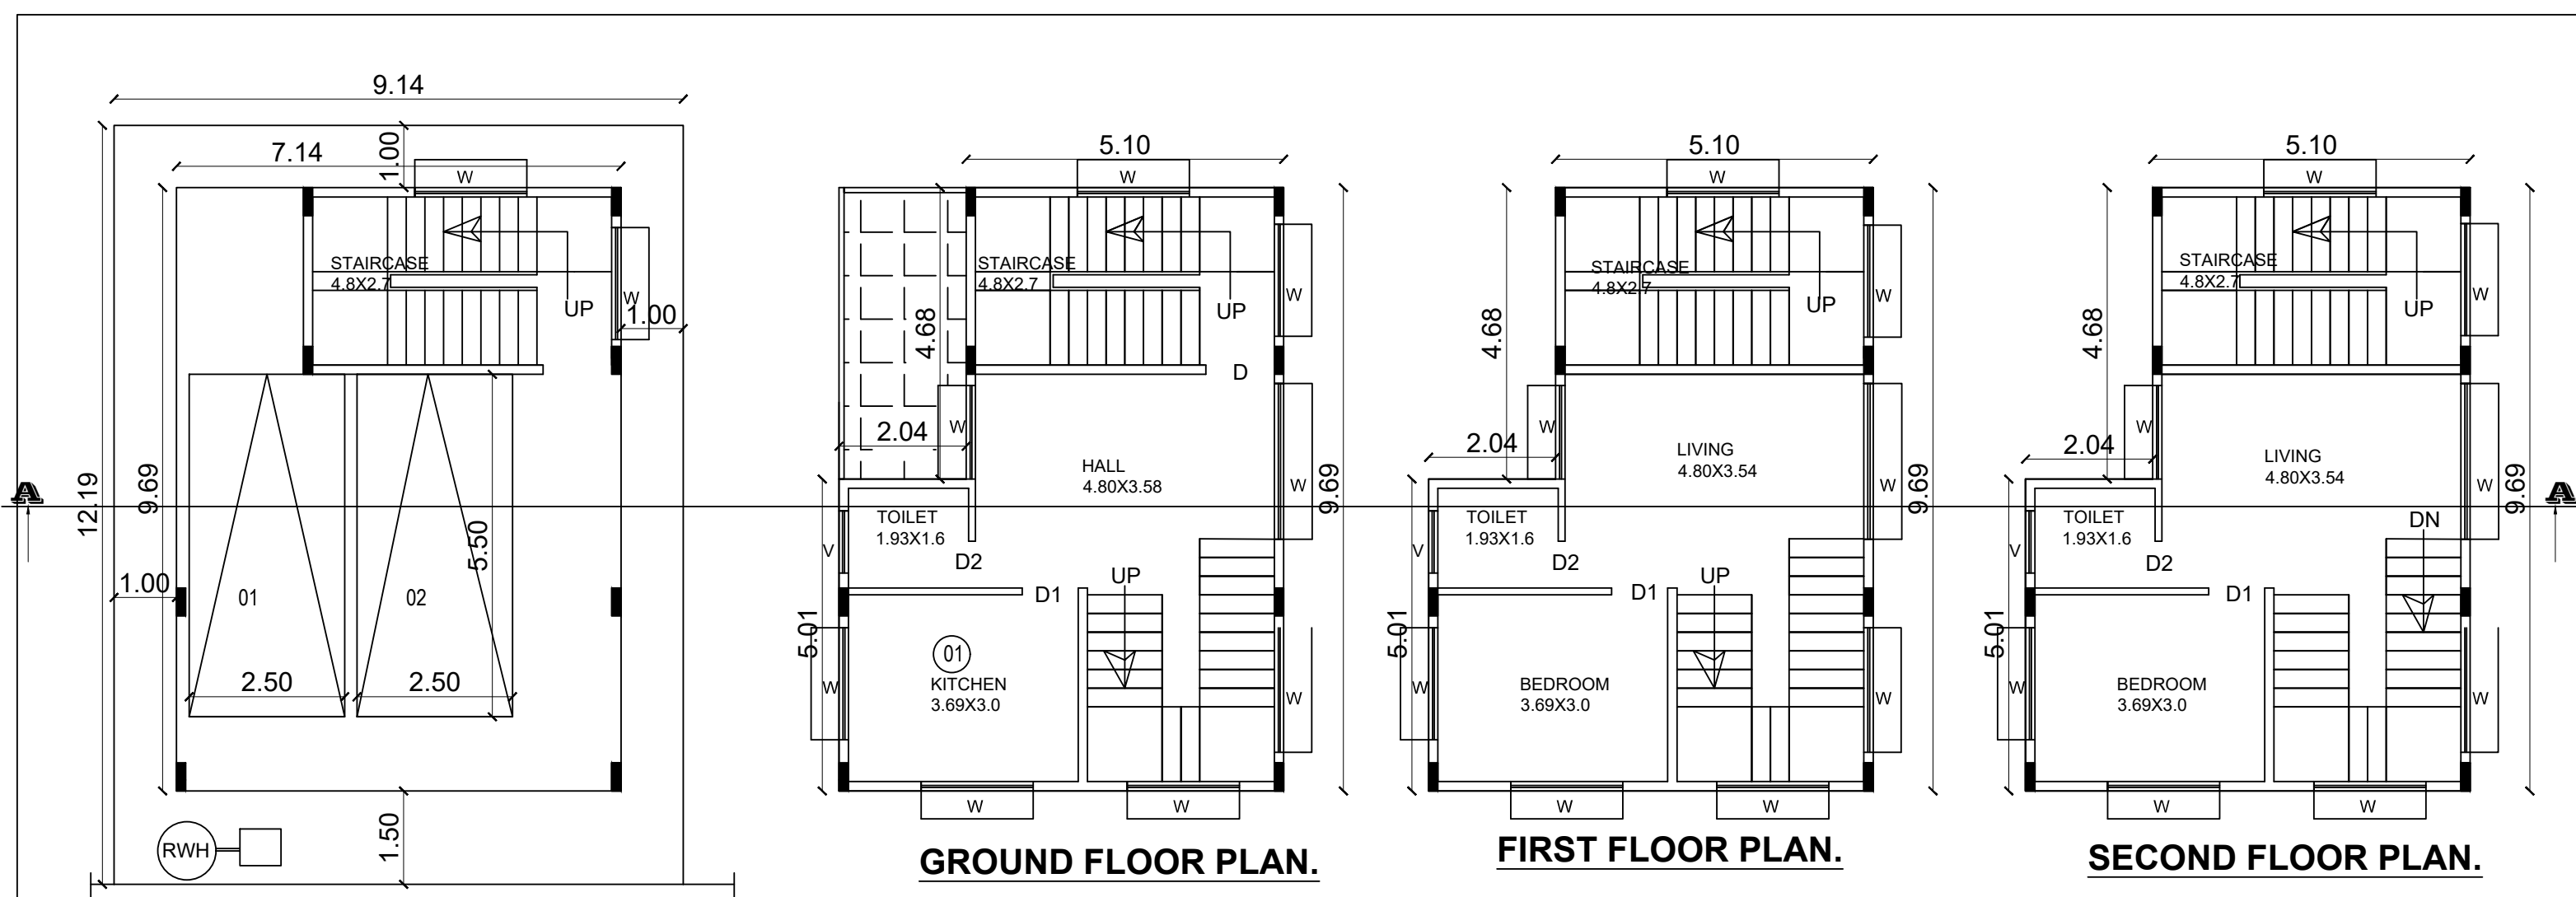 9.14
7.14
1.00
W
STAIRCASE
4.8X2.7
UP
W
1.00
12.19
9.69
A
5.50
1.00
01
02
2.50
2.50
1.50
RWH
5.10
W
STAIRCASE
4.8X2.7
UP
W
4.68
D
2.04
W
HALL
4.80X3.58
W
9.69
TOILET
1.93X1.6
V
D2
D1
UP
5.01
01
KITCHEN
3.69X3.0
W
W
W
W
GROUND FLOOR PLAN.
5.10
W
STAIRCASE
4.8X2.7
UP
W
4.68
2.04
W
LIVING
4.80X3.54
W
9.69
TOILET
1.93X1.6
V
D2
D1
UP
5.01
BEDROOM
3.69X3.0
W
W
W
W
FIRST FLOOR PLAN.
5.10
W
STAIRCASE
4.8X2.7
UP
W
4.68
2.04
W
LIVING
4.80X3.54
W
9.69
A
TOILET
1.93X1.6
V
DN
D2
D1
5.01
BEDROOM
3.69X3.0
W
W
W
W
SECOND FLOOR PLAN.